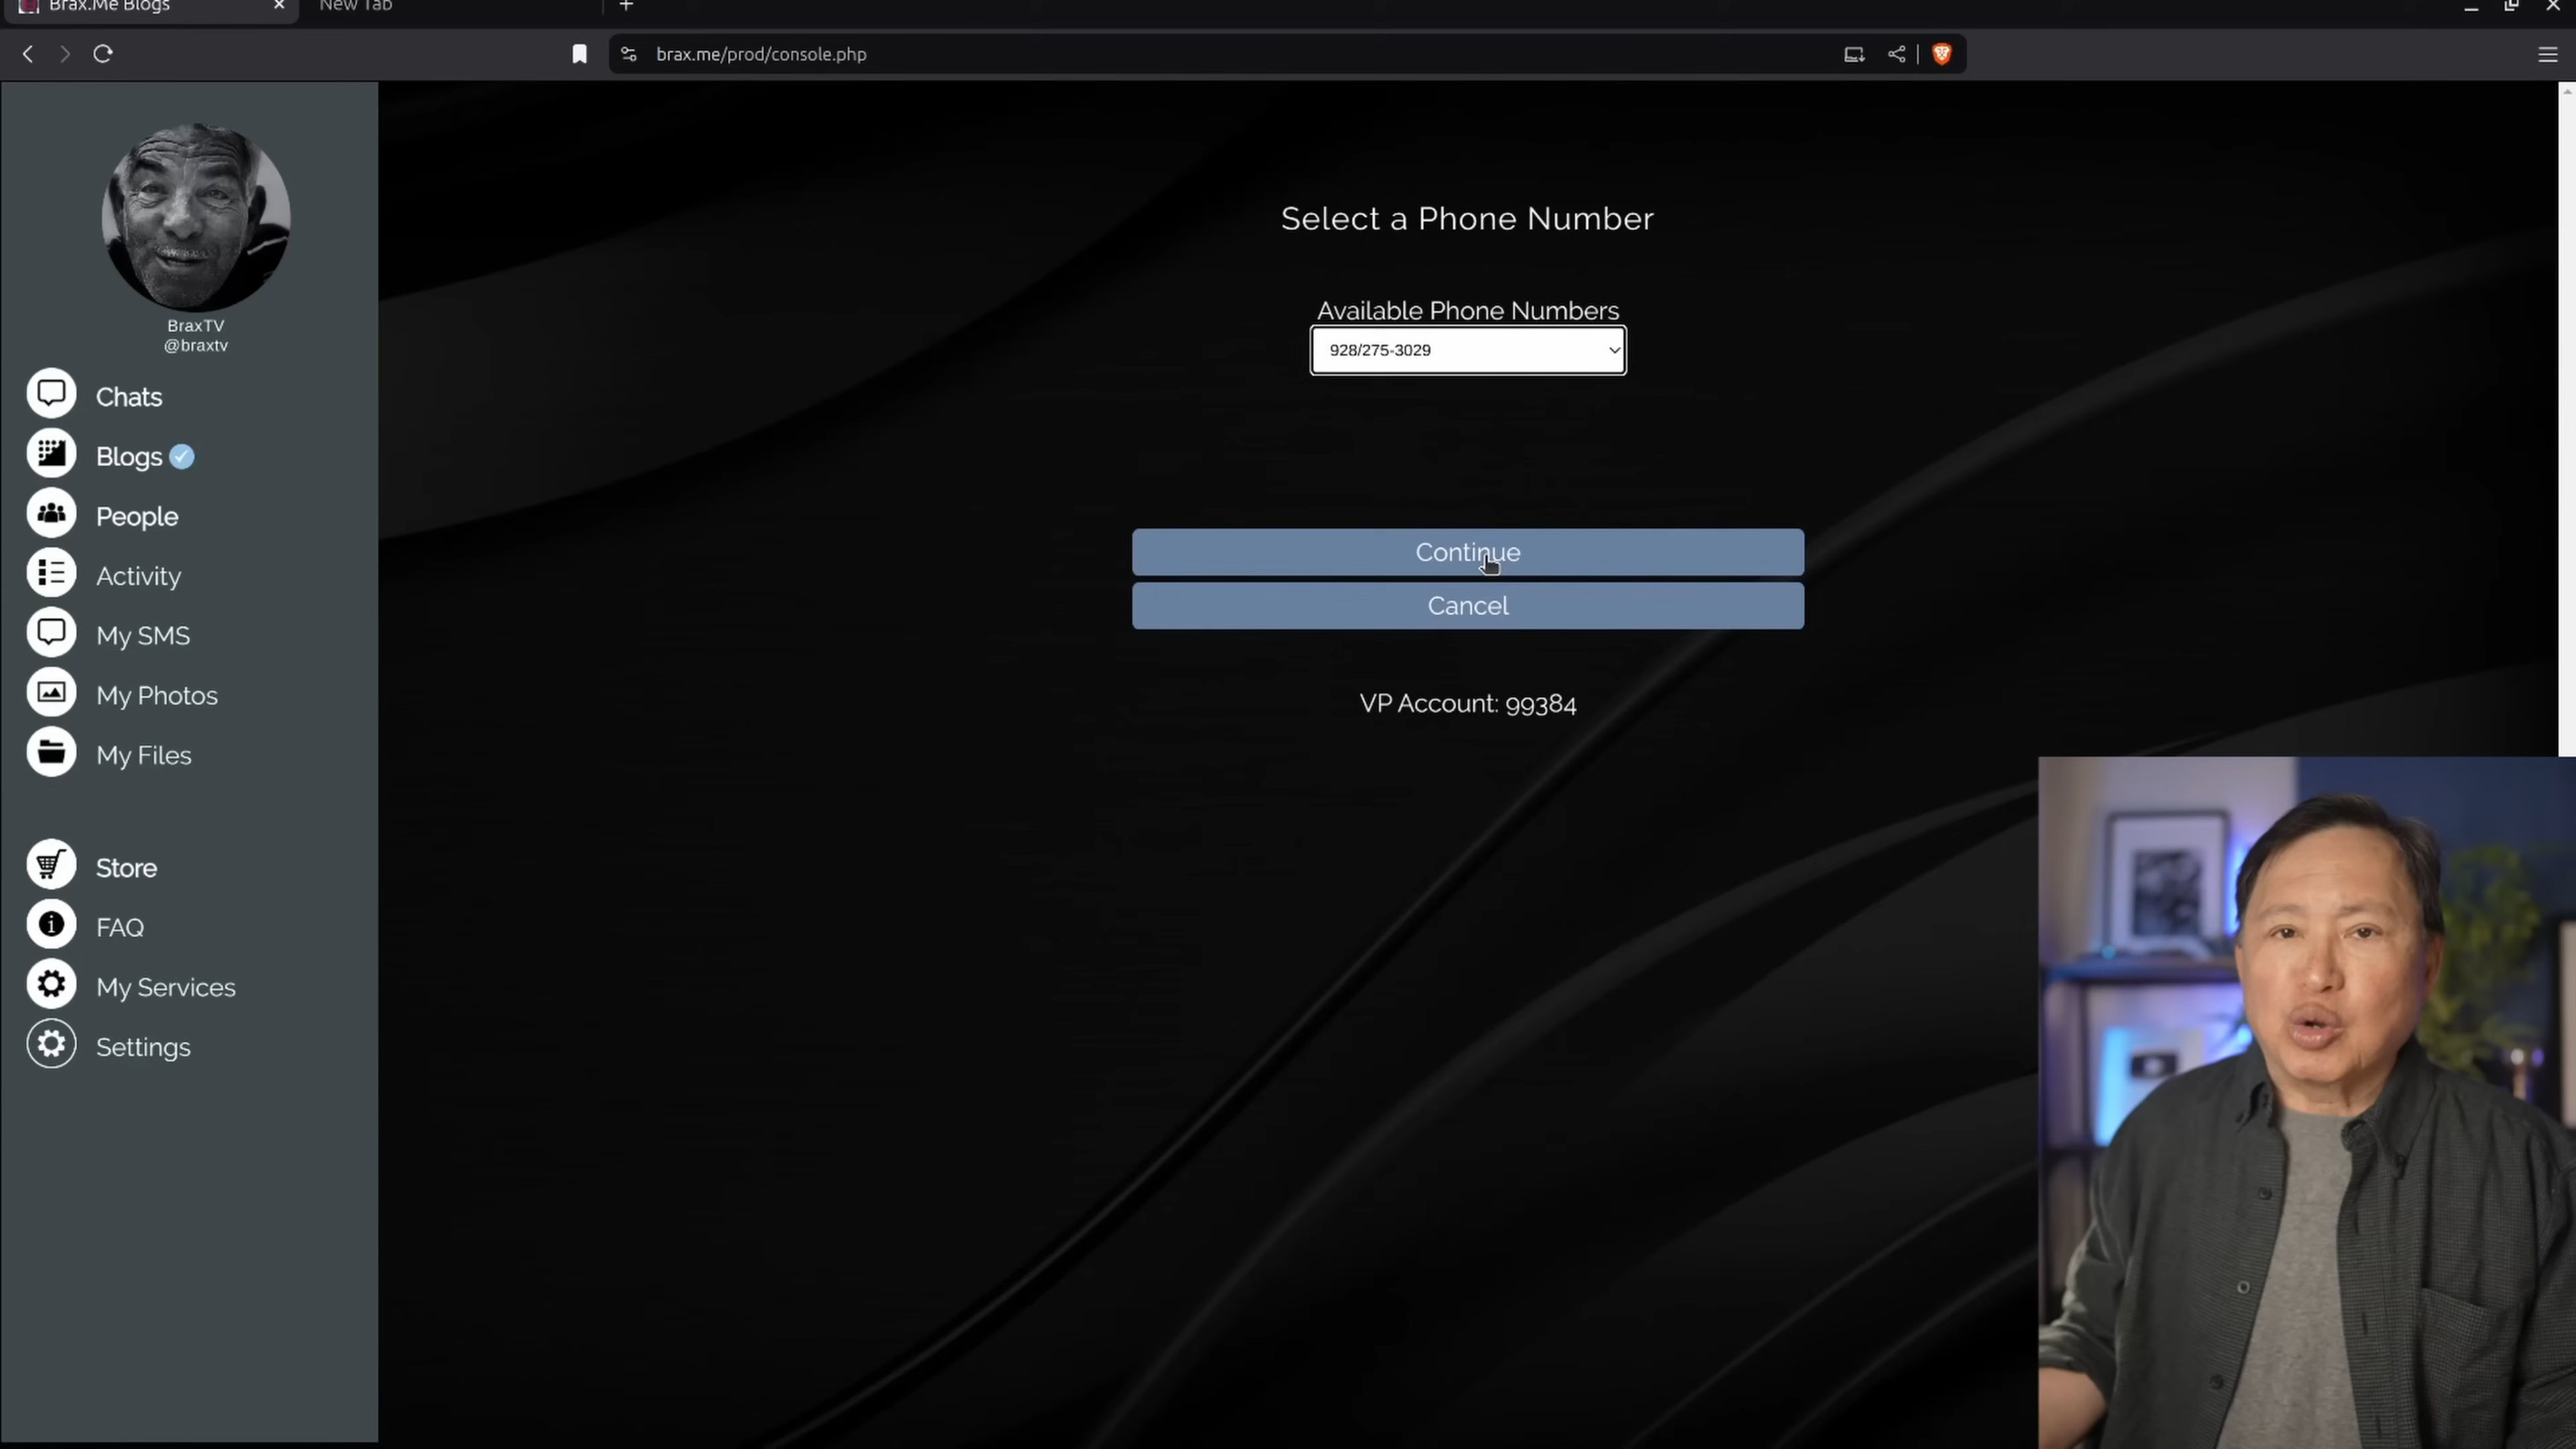 Brax.Me Blogs
New Tab
brax.me/prod/console.php
BraxTV
@braxtv
Chats
Blogs
People
Activity
My SMS
My Photos
My Files
Store
FAQ
My Services
Settings
Select a Phone Number
Available Phone Numbers
928/275-3029
Continue
Cancel
VP Account: 99384